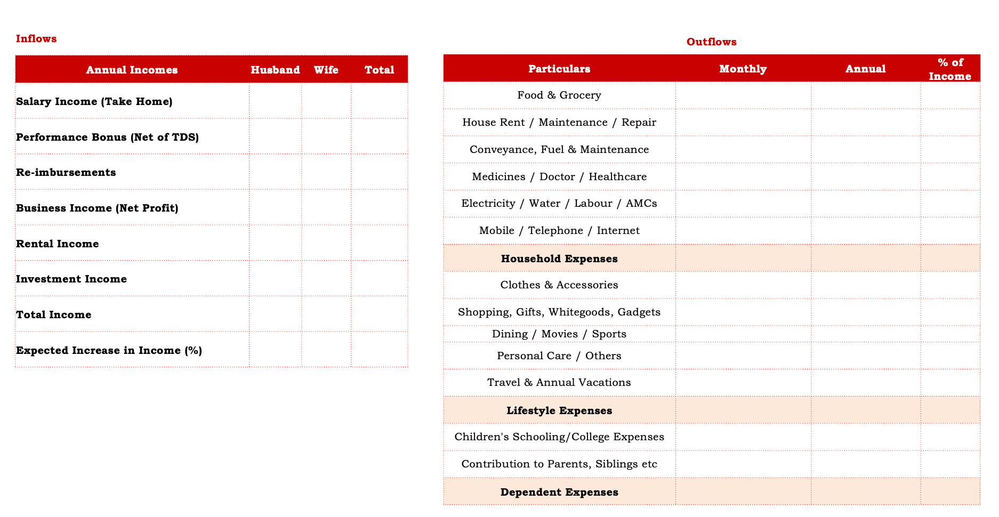 Inflows
Annual Incomes Husband Wife Total
Salary Income (Take Home)
Performance Bonus (Net of TDS)
Re-imbursements
Business Income (Net Profit)
Rental Income
Investment Income
Total Income
Expected Increase in Income (%)
Outflows
Particulars Monthly Annual % of
Income
Food & Grocery
House Rent / Maintenance / Repair
Conveyance, Fuel & Maintenance
Medicines / Doctor / Healthcare
Electricity / Water / Labour / AMCs
Mobile / Telephone / Internet
Household Expenses
Clothes & Accessories
Shopping, Gifts, Whitegoods, Gadgets
Dining / Movies / Sports
Personal Care / Others
Travel & Annual Vacations
Lifestyle Expenses
Children's Schooling/College Expenses
Contribution to Parents, Siblings etc
Dependent Expenses